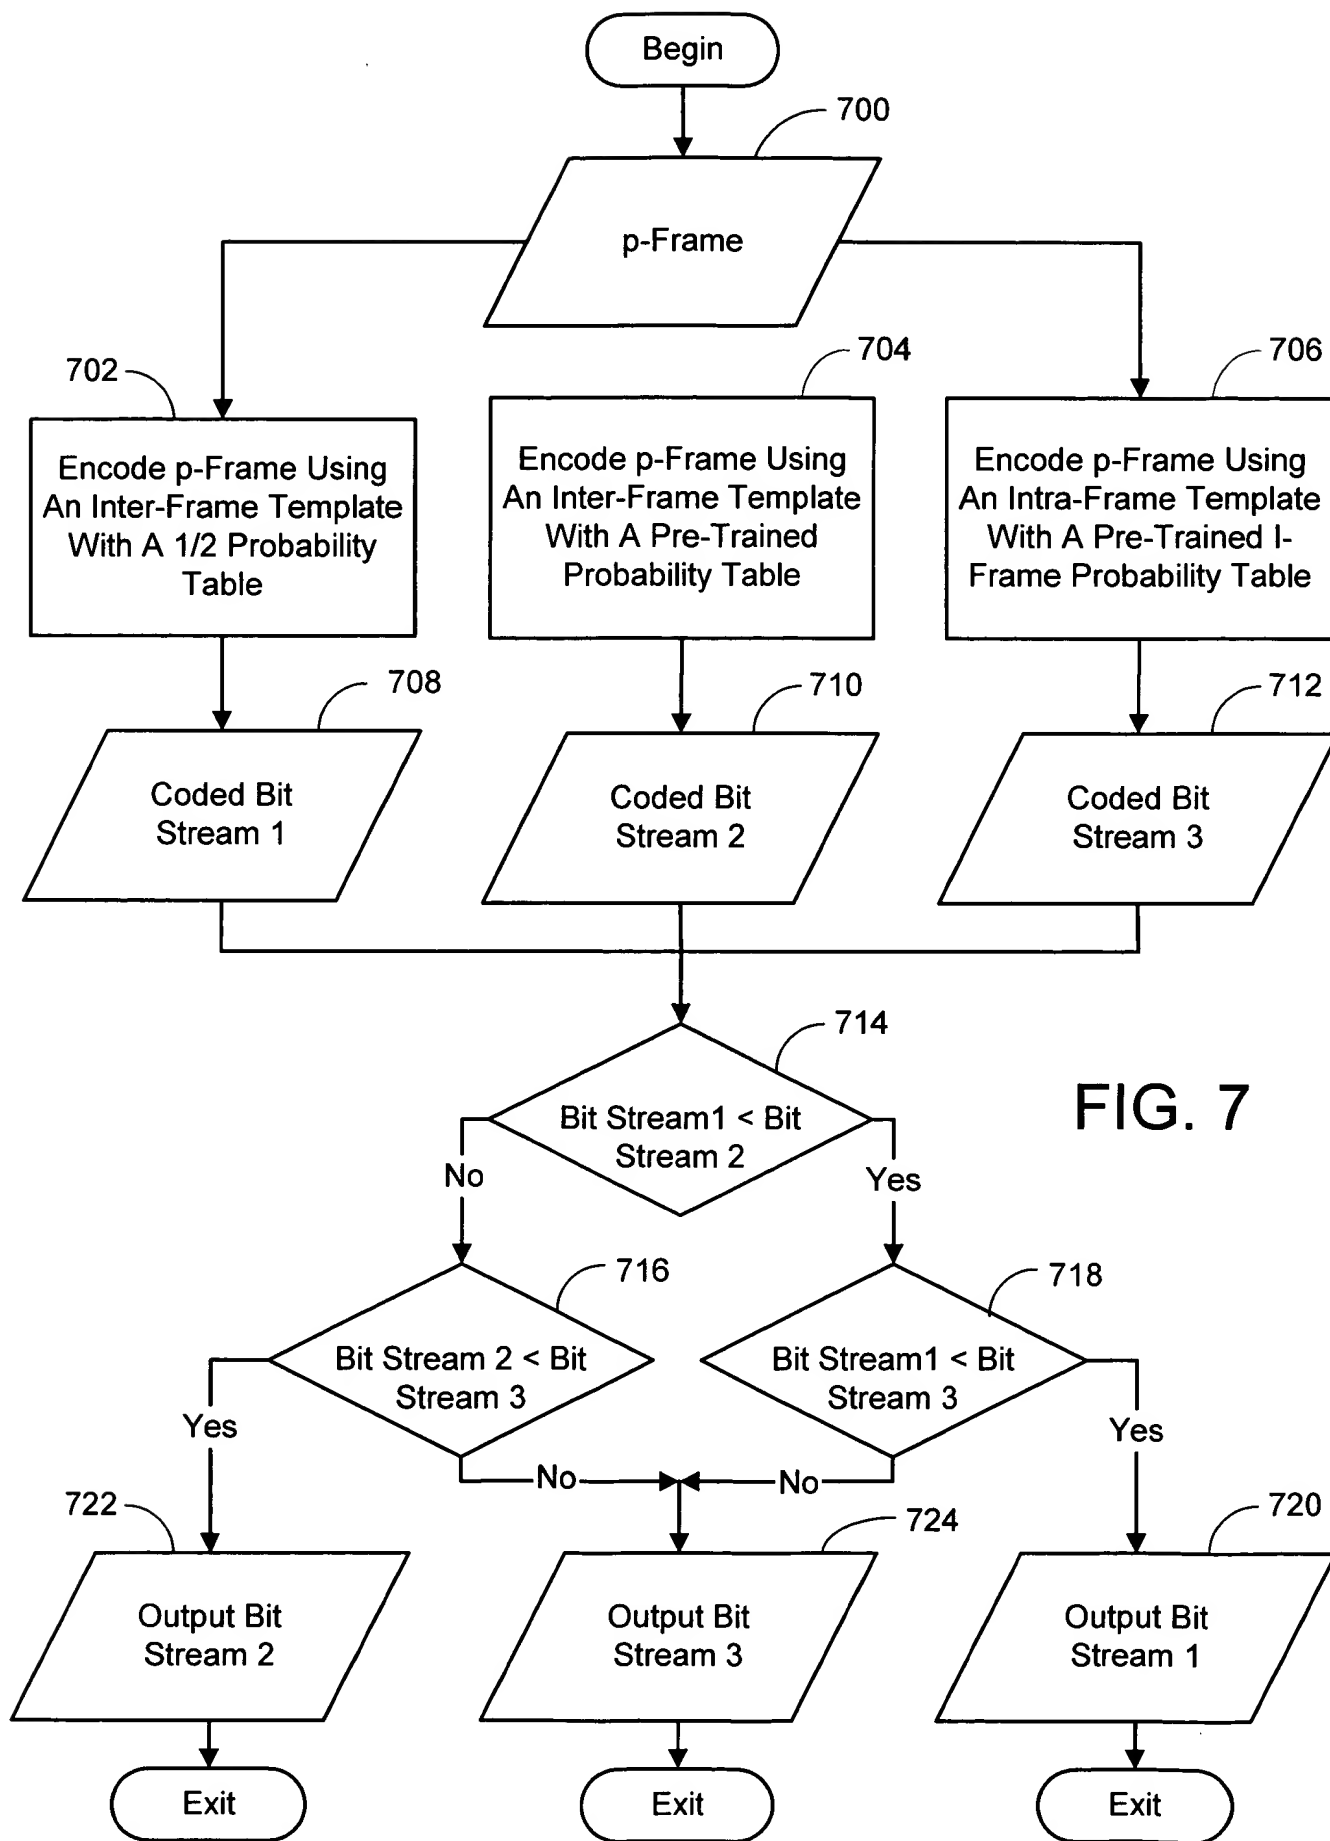 Begin
700
p-Frame
702
704
706
Encode p-Frame Using
An Inter-Frame Template
With A 1/2 Probability
Table
Encode p-Frame Using
An Inter-Frame Template
With A Pre-Trained
Probability Table
Encode p-Frame Using
An Intra-Frame Template
With A Pre-Trained I-
Frame Probability Table
708
710
712
Coded Bit
Stream 1
Coded Bit
Stream 2
Coded Bit
Stream 3
714
Bit Stream1 < Bit
Stream 2
FIG. 7
No
Yes
716
718
Bit Stream 2 < Bit
Stream 3
Bit Stream1 < Bit
Stream 3
Yes
No
No
Yes
722
724
720
Output Bit
Stream 2
Output Bit
Stream 3
Output Bit
Stream 1
Exit
Exit
Exit